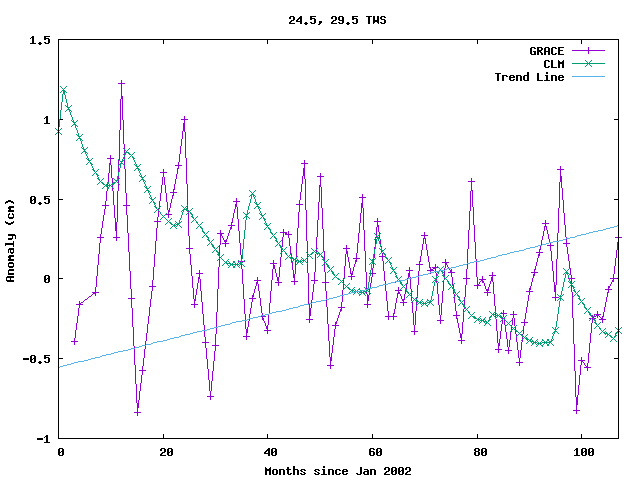 24.5, 29.5 TWS
GRACE
CLM
Trend Line
1.5
1
0.5
0
-0.5
-1
Anomaly (cm)
0 20 40 60 80 100
Months since Jan 2002